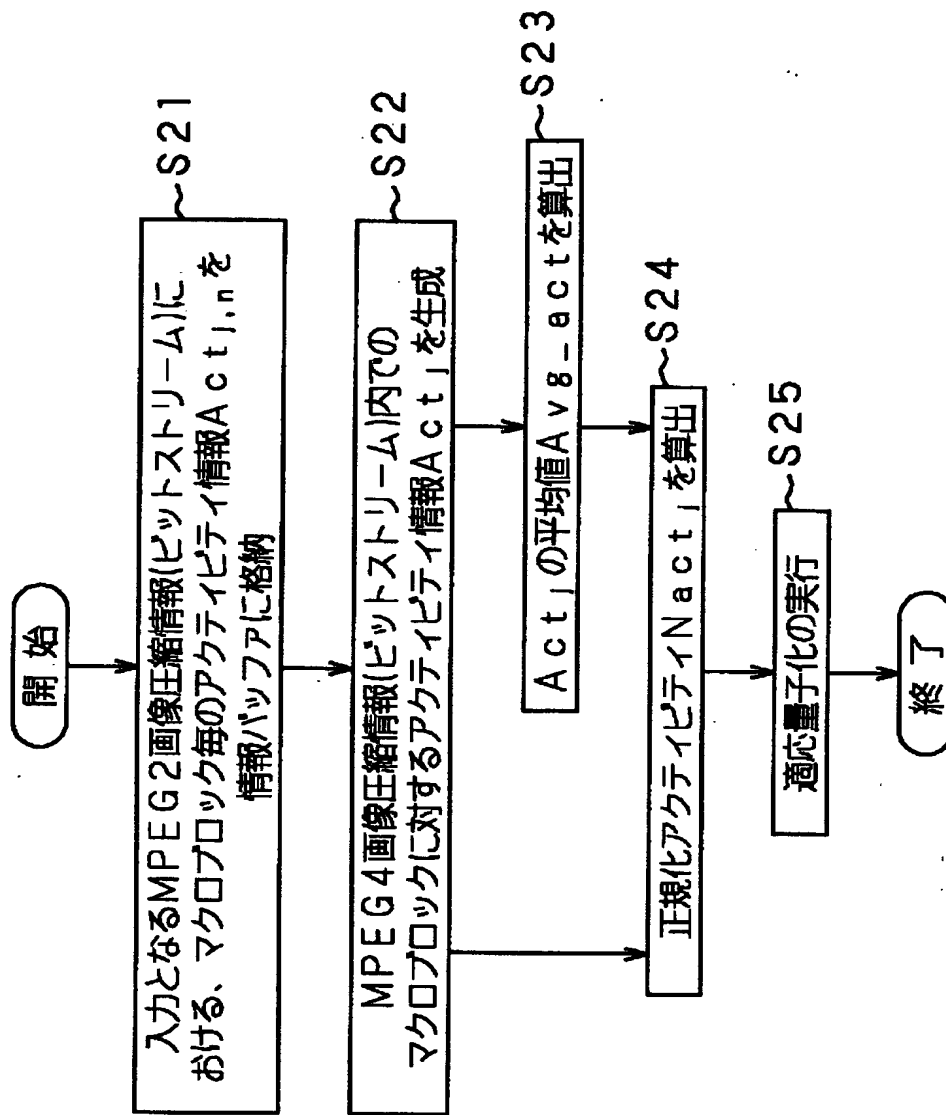 開始
入力となるMPEG2画像圧縮情報(ビットストリーム)に
おける、マクロブロック毎のアクティビティ情報Actj,nを
情報バッファに格納
S21
MPEG4画像圧縮情報(ビットストリーム)内での
マクロブロックに対するアクティビティ情報Actjを生成
S22
Actjの平均値Avg_actを算出
S23
正規化アクティビティNactjを算出
S24
適応量子化の実行
S25
終了